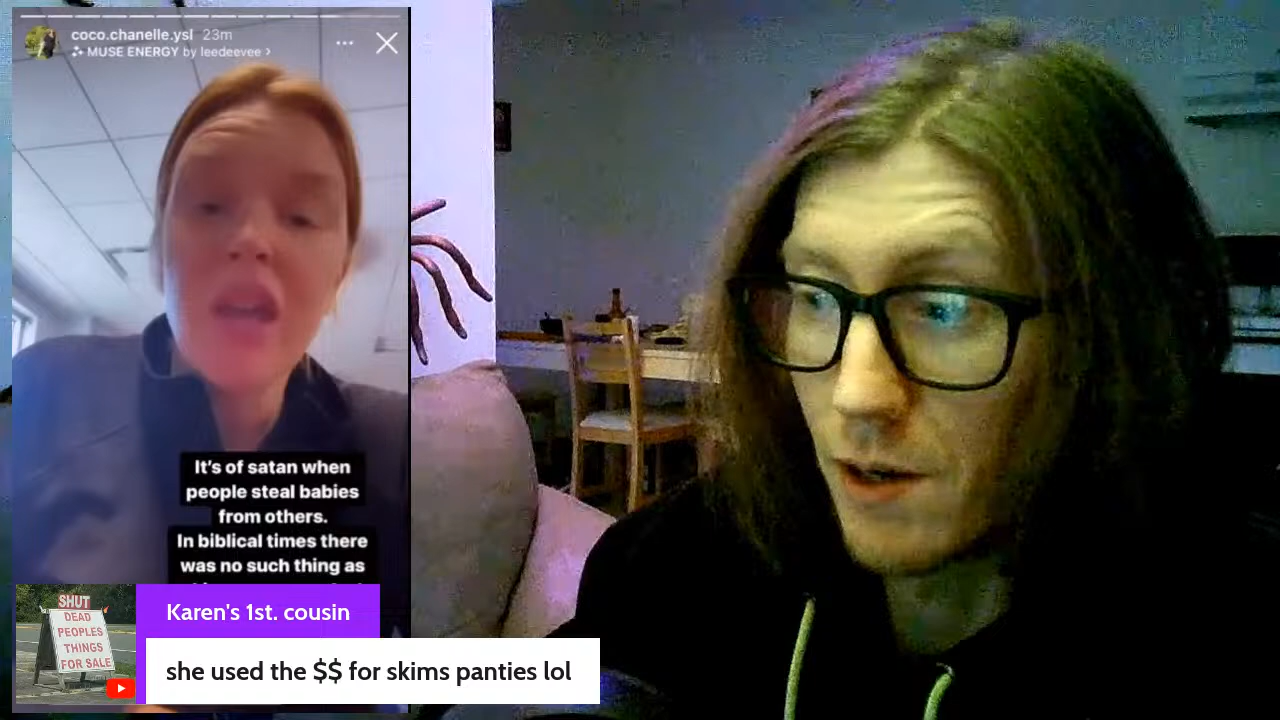 coco.chanelle.ysl 23m
MUSE ENERGY by leedeevee >
It's of satan when
people steal babies
from others.
In biblical times there
was no such thing as
SHUT
DEAD
PEOPLES
THINGS
FOR SALE
Karen's 1st. cousin
she used the $$ for skims panties lol